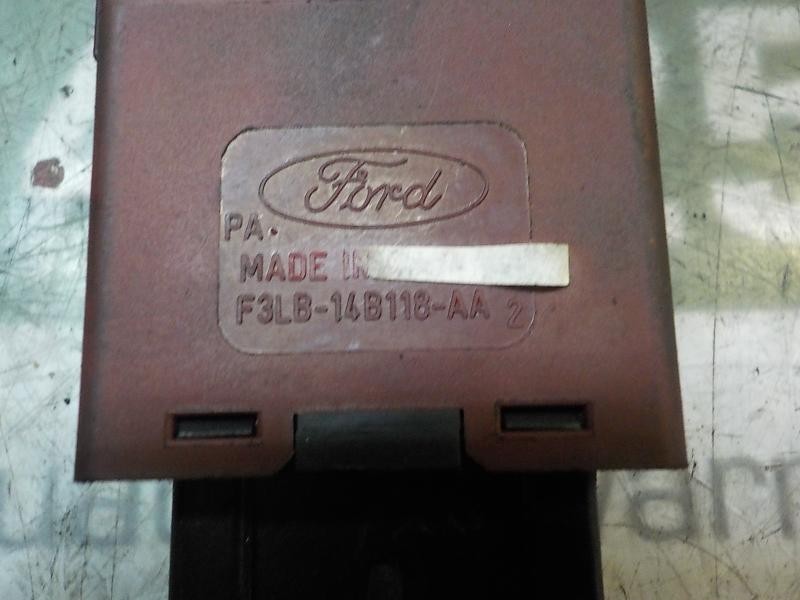 Ford
PA.
MADE IN
F3LB-14B118-AA 2